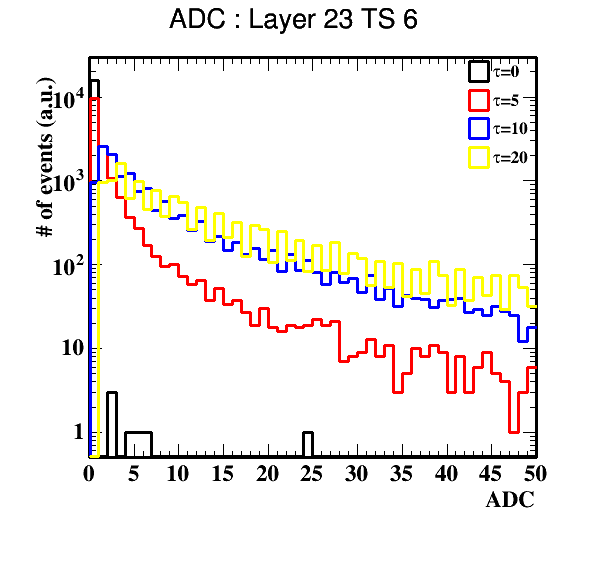 ADC : Layer 23 TS 6
# of events (a.u.)
10⁴
10³
10²
10
1
τ=0
τ=5
τ=10
τ=20
0 5 10 15 20 25 30 35 40 45 50
ADC